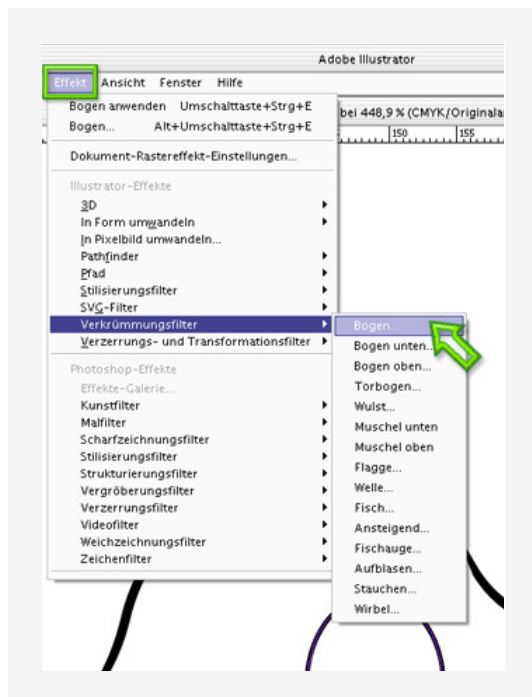 Adobe Illustrator
Effekt Ansicht Fenster Hilfe
Bogen anwenden Umschalttaste+Strg+E
Bogen... Alt+Umschalttaste+Strg+E
bei 448,9 % (CMYK/Originala
150 155
Dokument-Rastereffekt-Einstellungen...
Illustrator-Effekte
3D
In Form umwandeln
In Pixelbild umwandeln...
Pathfinder
Pfad
Stilisierungsfilter
SVG-Filter
Verkrümmungsfilter
Verzerrungs- und Transformationsfilter
Photoshop-Effekte
Effekte-Galerie...
Kunstfilter
Malfilter
Scharfzeichnungsfilter
Stilisierungsfilter
Strukturierungsfilter
Vergröberungsfilter
Verzerrungsfilter
Videofilter
Weichzeichnungsfilter
Zeichenfilter
Bogen...
Bogen unten...
Bogen oben...
Torbogen...
Wulst...
Muschel unten
Muschel oben
Flagge...
Welle...
Fisch...
Ansteigend...
Fischauge...
Aufblasen...
Stauchen...
Wirbel...